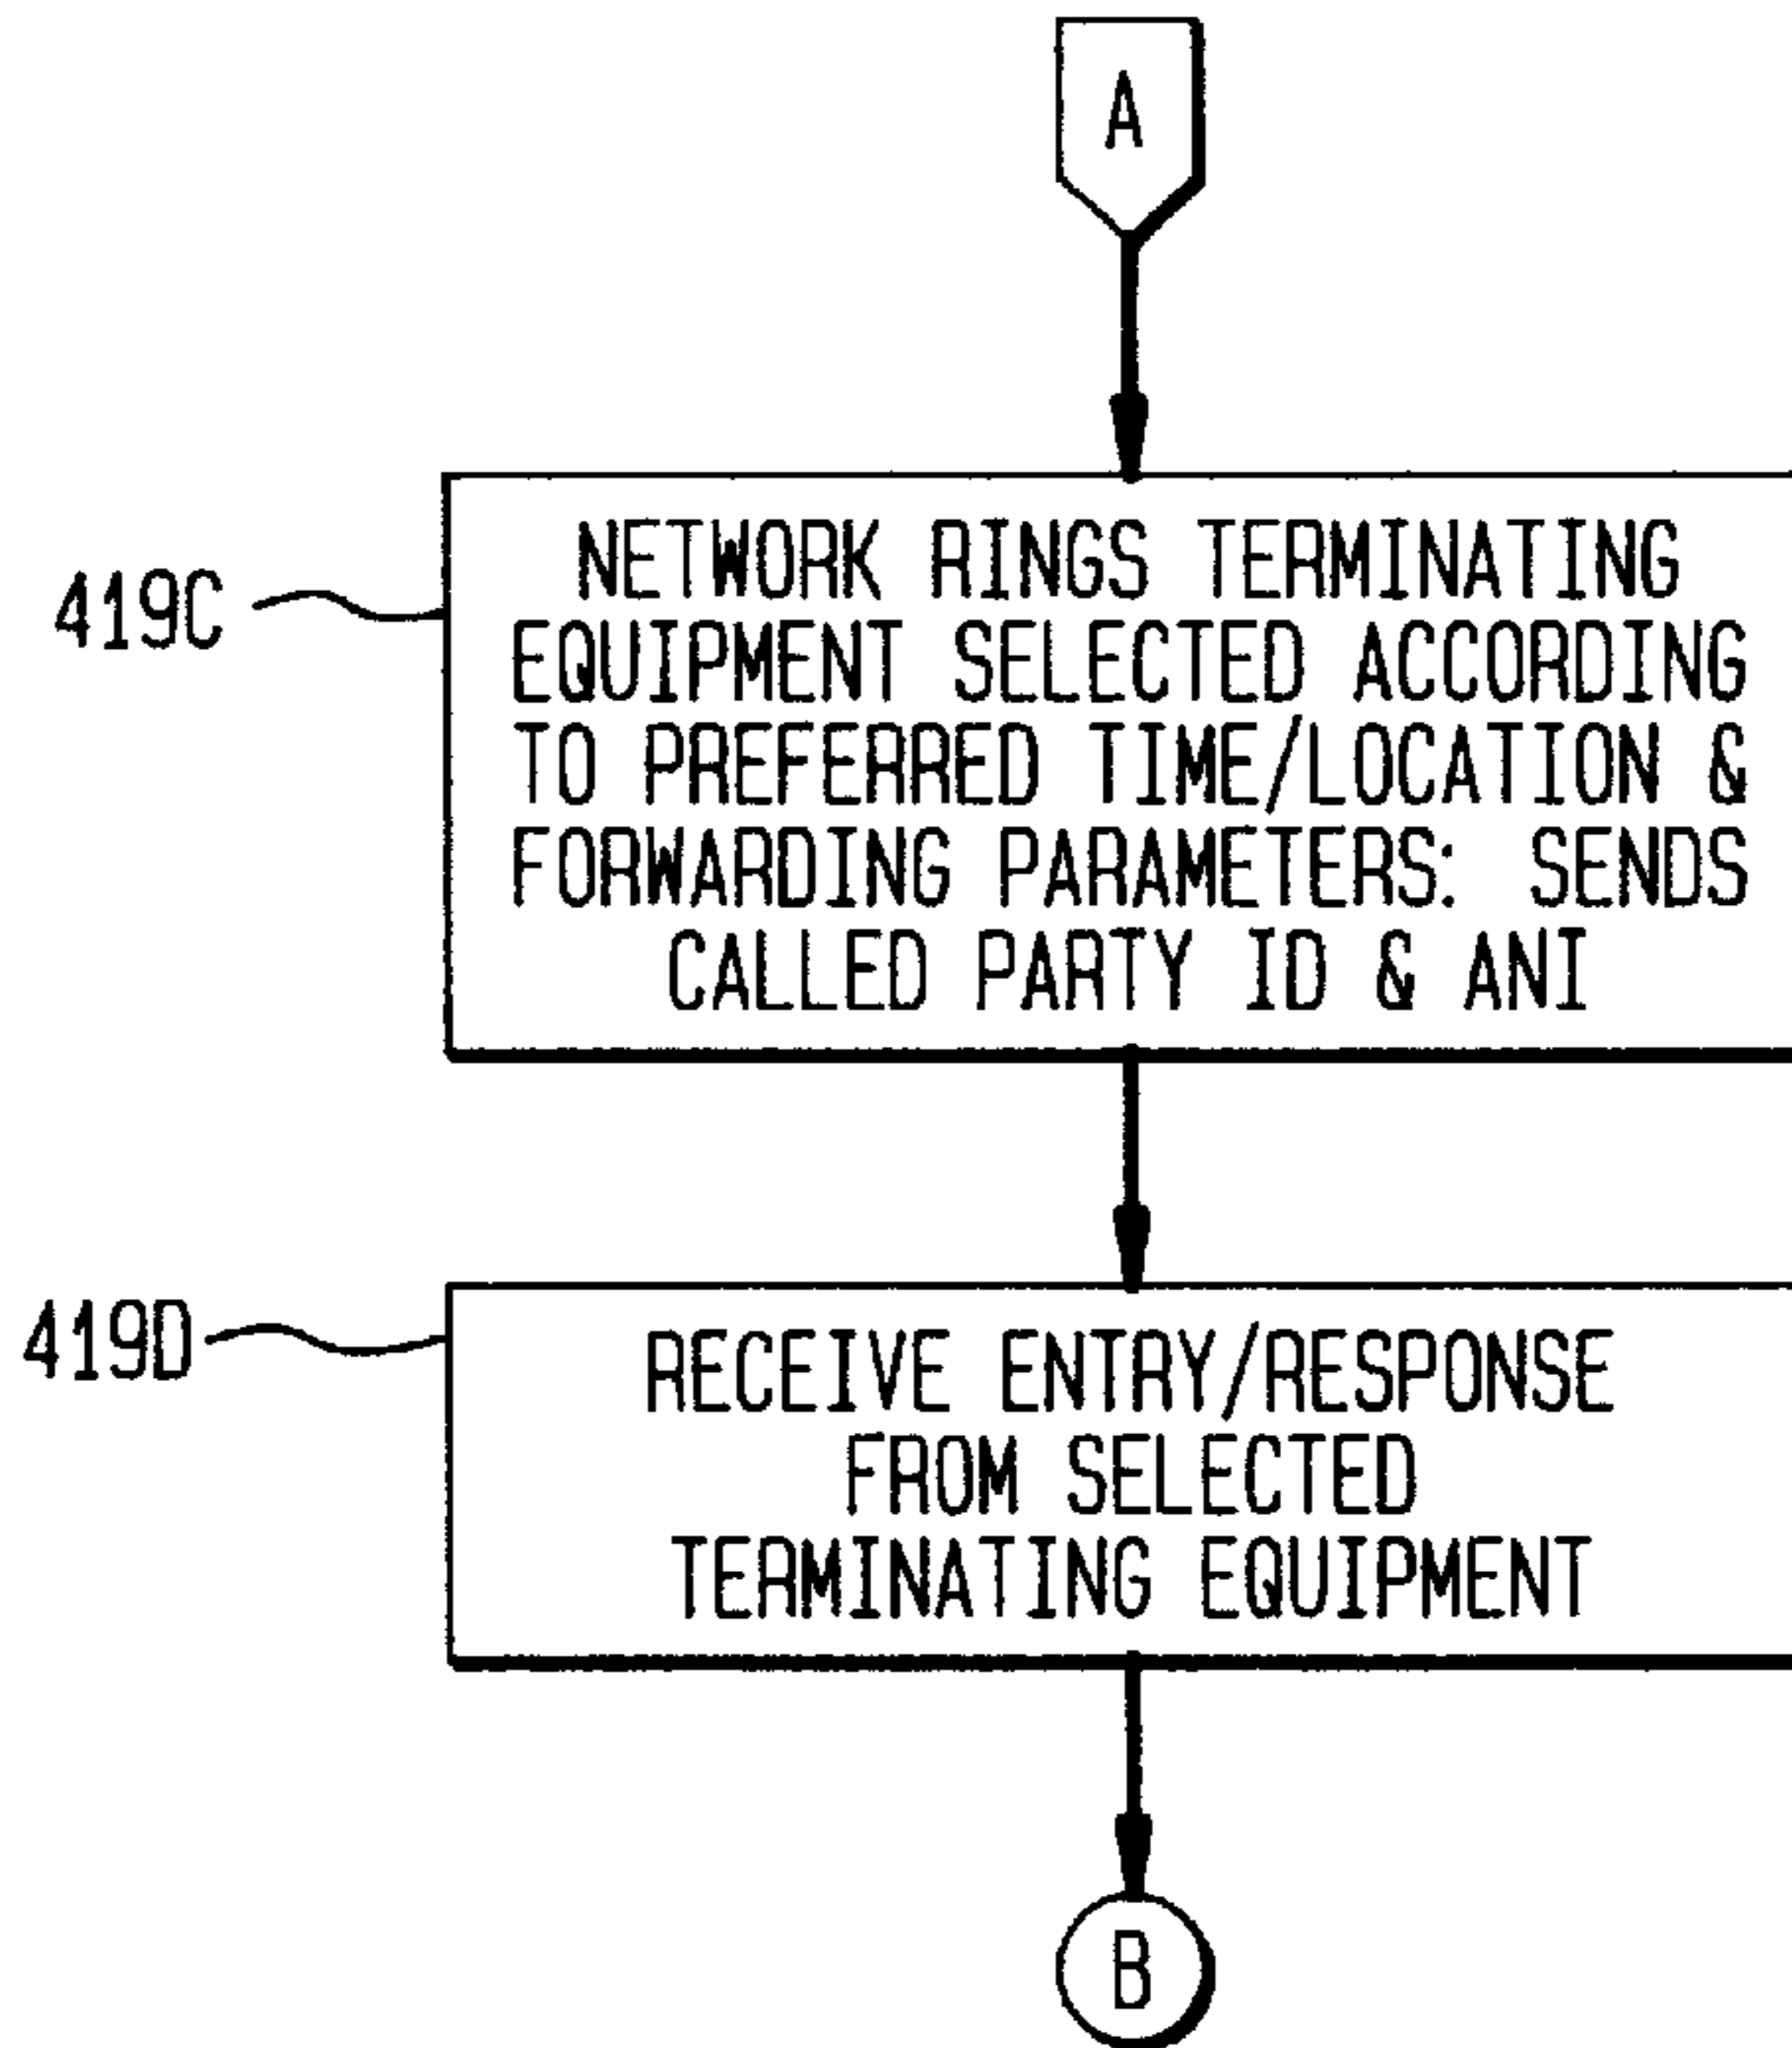 A
419C
NETWORK RINGS TERMINATING
EQUIPMENT SELECTED ACCORDING
TO PREFERRED TIME/LOCATION &
FORWARDING PARAMETERS: SENDS
CALLED PARTY ID & ANI
419D
RECEIVE ENTRY/RESPONSE
FROM SELECTED
TERMINATING EQUIPMENT
B